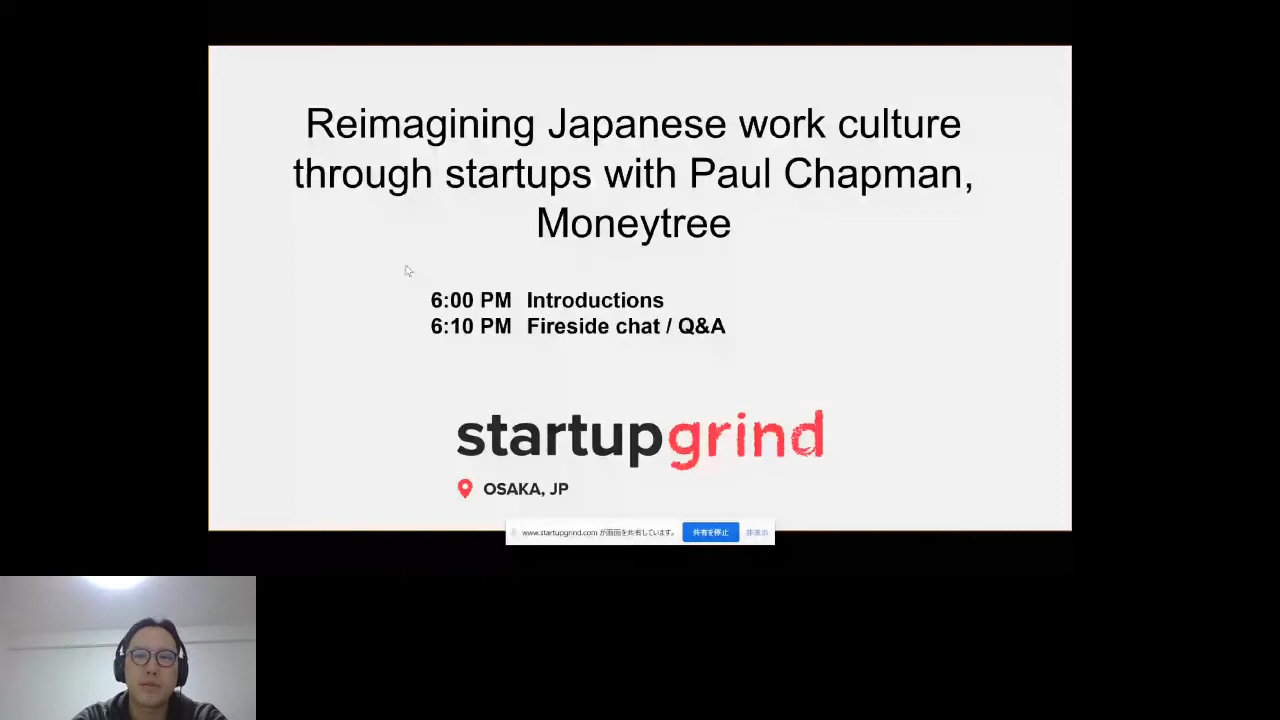 Reimagining Japanese work culture
through startups with Paul Chapman,
Moneytree
6:00 PM Introductions
6:10 PM Fireside chat / Q&A
startupgrind
OSAKA, JP
www.startupgrind.com が画面を共有しています。 共有を停止 非表示